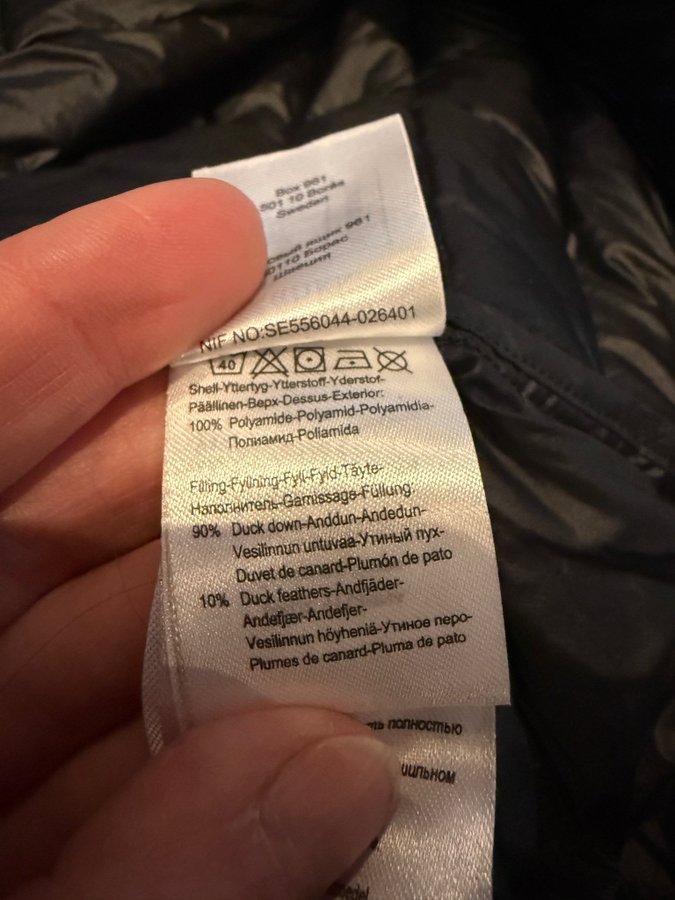 Box 961
501 10 Borås
Sweden
ящик 961
Борас
Швеция
NIF NO:SE556044-026401
40
Shell-Yttertyg-Ytterstoff-Yderstof-
Päällinen-Верх-Dessus-Exterior:
100% Polyamide-Polyamid-Polyamidia-
Полиамид-Poliamida
Filling-Fyllning-Fyll-Fyld-Täyte-
Наполнитель-Garnissage-Füllung:
90% Duck down-Anddun-Andedun-
Vesilinnun untuvaa-Утиный пух-
Duvet de canard-Plumón de pato
10% Duck feathers-Andfjäder-
Andefjær-Andefjer-
Vesilinnun höyheniä-Утиное перо-
Plumes de canard-Pluma de pato
полностью